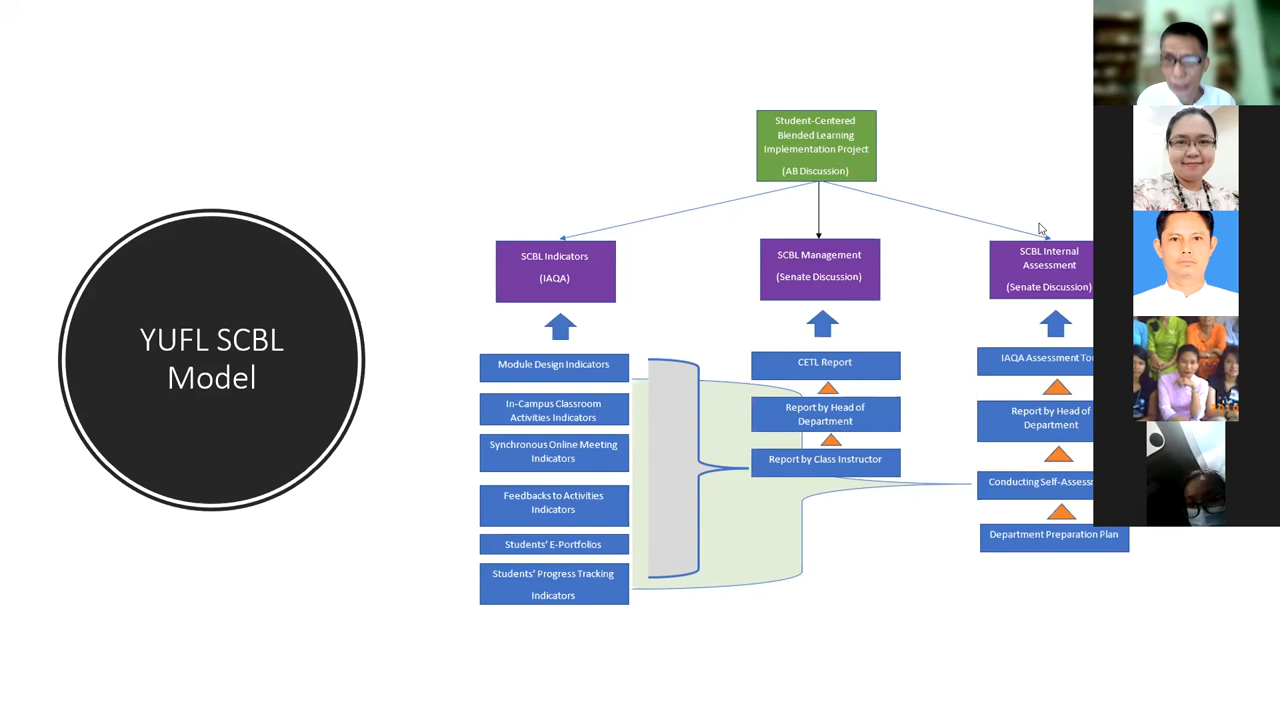 YUFL SCBL
Model
Student-Centered
Blended Learning
Implementation Project
(AB Discussion)
SCBL Indicators
(IAQA)
SCBL Management
(Senate Discussion)
SCBL Internal
Assessment
(Senate Discussion)
Module Design Indicators
In-Campus Classroom
Activities Indicators
Synchronous Online Meeting
Indicators
Feedbacks to Activities
Indicators
Students' E-Portfolios
Students' Progress Tracking
Indicators
CETL Report
Report by Head of
Department
Report by Class Instructor
IAQA Assessment
Report by Head of
Department
Conducting
Department Preparation Plan